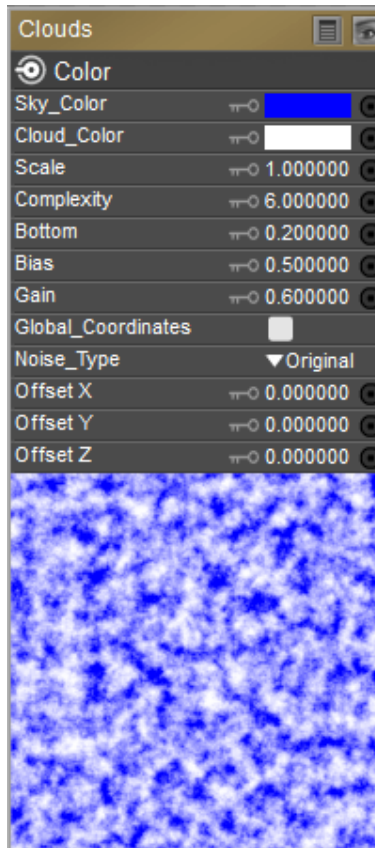 Clouds
Color
Sky_Color
Cloud_Color
Scale 1.000000
Complexity 6.000000
Bottom 0.200000
Bias 0.500000
Gain 0.600000
Global_Coordinates
Noise_Type Original
Offset X 0.000000
Offset Y 0.000000
Offset Z 0.000000